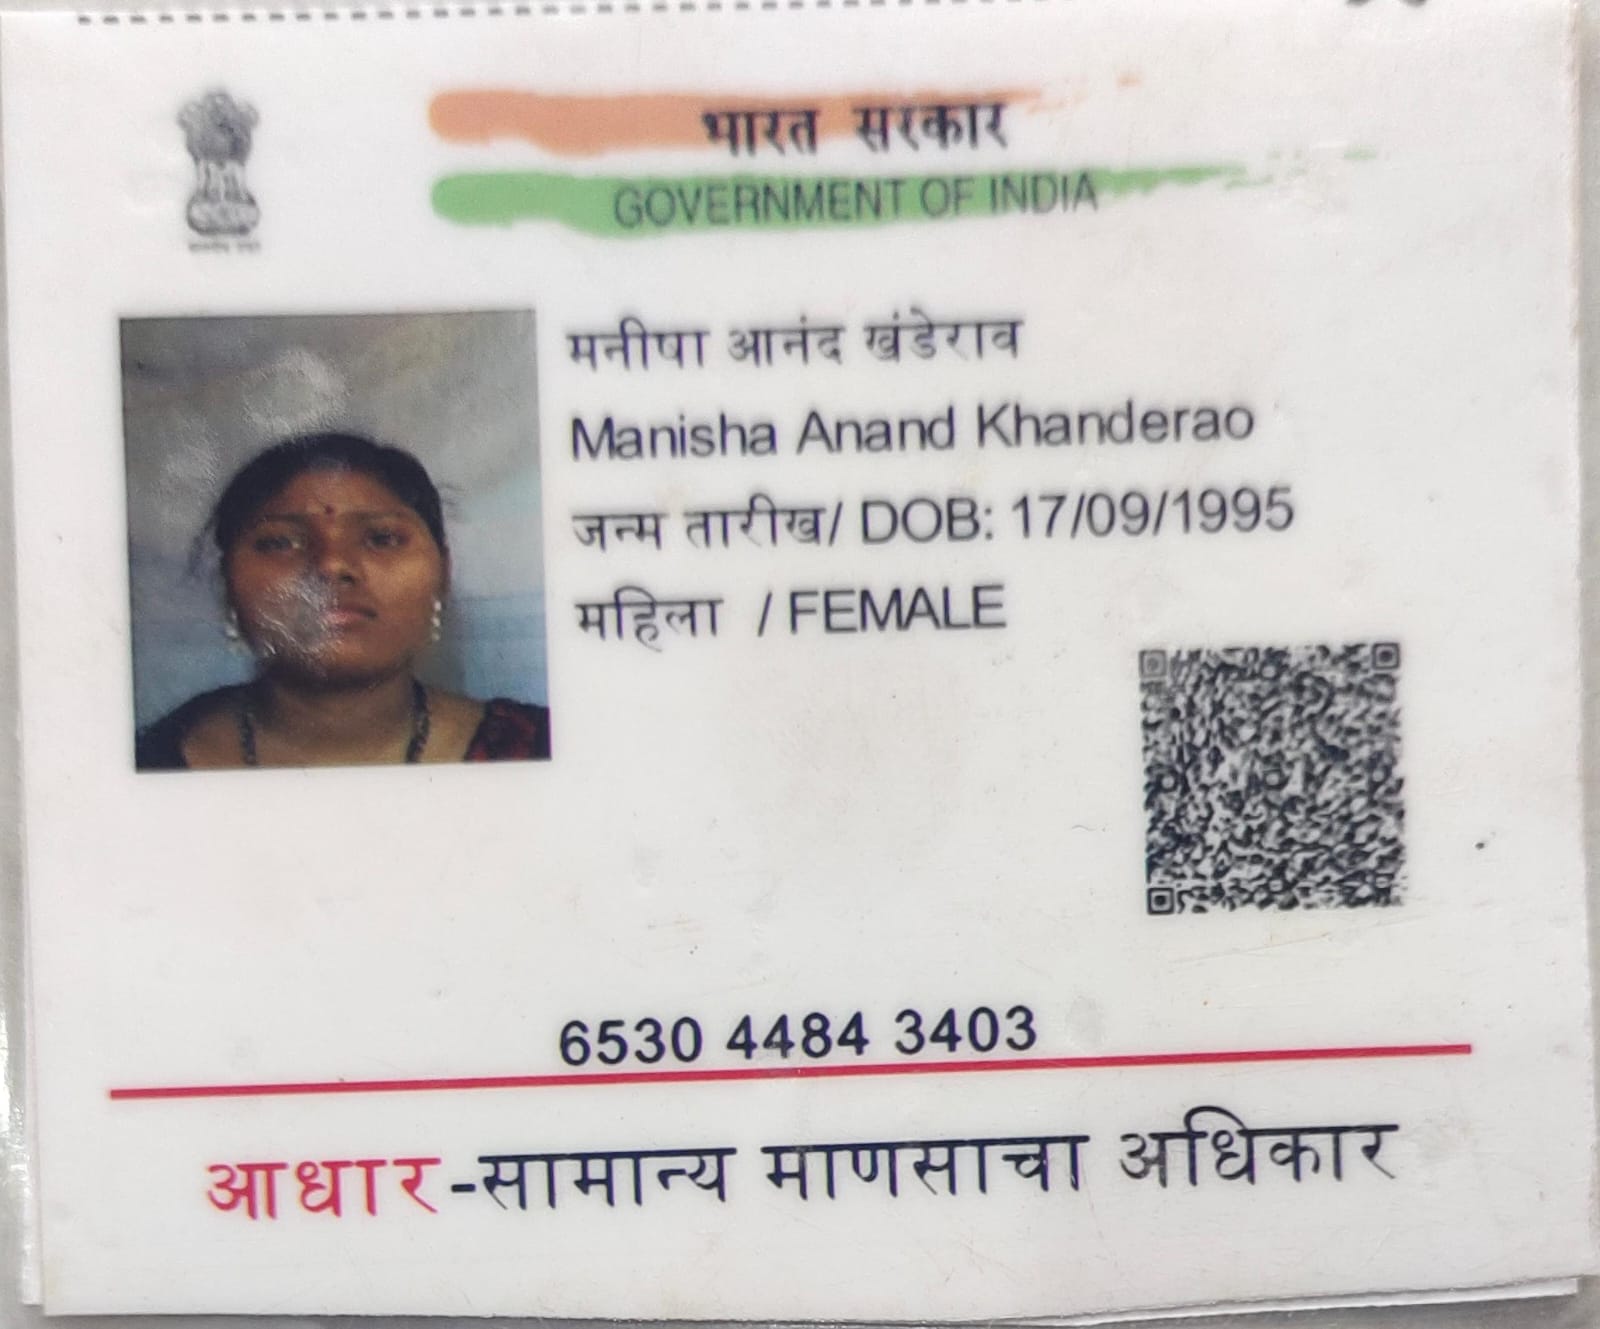 भारत सरकार
GOVERNMENT OF INDIA
मनीषा आनंद खंडेराव
Manisha Anand Khanderao
जन्म तारीख/ DOB: 17/09/1995
महिला / FEMALE
6530 4484 3403
आधार-सामान्य माणसाचा अधिकार